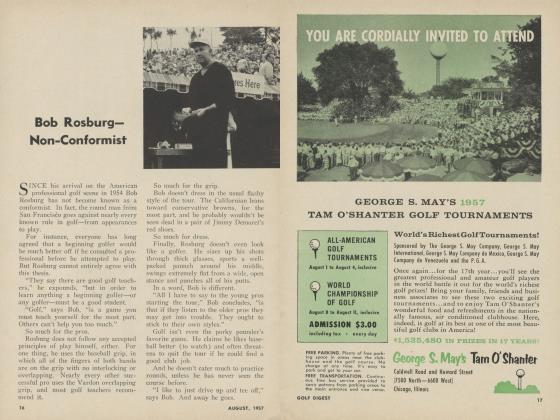 res Here
Bob Rosburg—
Non-Conformist
SINCE his arrival on the American
professional golf scene in 1954 Bob
Rosburg has not become known as a
conformist. In fact, the round man from
San Francisco goes against nearly every
known rule in golf—from appearances
to play.
For instance, everyone has long
agreed that a beginning golfer would
be much better off if he consulted a pro-
fessional before he attempted to play.
But Rosburg cannot entirely agree with
this thesis.
"They say there are good golf teach-
ers," he expounds, "but in order to
learn anything a beginning golfer—or
any golfer—must be a good student.
"Golf," says Bob, "is a game you
must teach yourself for the most part.
Others can't help you too much."
So much for the pros.
Rosburg does not follow any accepted
principles of play himself, either. For
one thing, he uses the baseball grip, in
which all of the fingers of both hands
are on the grip with no interlocking or
overlapping. Nearly every other suc-
cessful pro uses the Vardon overlapping
grip, and most golf teachers recom-
mend it.
So much for the grip.
Bob doesn't dress in the usual flashy
style of the tour. The Californian leans
toward conservative browns, for the
most part, and he probably wouldn't be
seen dead in a pair of Jimmy Demaret's
red shoes.
So much for dress.
Finally, Rosburg doesn't even look
like a golfer. He sizes up his shots
through thick glasses, sports a well-
packed paunch around his middle,
swings extremely flat from a wide, open
stance and punches all of his putts.
In a word, Bob is different.
"All I have to say to the young guys
starting the tour," Bob concludes, "is
that if they listen to the older pros they
may get into trouble. They ought to
stick to their own styles."
Golf isn't even the perky pounder's
favorite game. He claims he likes base-
ball better (to watch) and often threat-
ens to quit the tour if he could find a
good club job.
And he doesn't cater much to practice
rounds, unless he has never seen the
course before.
"I like to just drive up and tee off,"
says Bob. And away he goes.
16
AUGUST, 1957
YOU ARE CORDIALLY INVITED TO ATTEND
GEORGE S. MAY'S 1957
TAM O'SHANTER GOLF TOURNAMENTS
ALL-AMERICAN
GOLF
TOURNAMENTS
August 1 to August 4, inclusive
WORLD
CHAMPIONSHIP
OF GOLF
August 8 to August 11, inclusive
ADMISSION $3.00
including tax • every day
World's Richest Golf Tournaments!
Sponsored by The George S. May Company, George S. May
International, George S. May Company de Mexico, George S. May
Company de Venezuela and the P.G.A.
Once again...for the 17th year...you'll see the
greatest professional and amateur golf players
in the world battle it out for the world's richest
golf prizes! Bring your family, friends and busi-
ness associates to see these two exciting golf
tournaments...and to enjoy Tam O'Shanter's
wonderful food and refreshments in the nation-
ally famous, air conditioned clubhouse. Here,
indeed, is golf at its best at one of the most beau-
tiful golf clubs in America!
$1,535,480 IN PRIZES IN 17 YEARS!
FREE PARKING. Plenty of free park-
ing space in areas near the club-
house and the golf course. No
charge at any time. It's easy to
park and get to your car.
FREE TRANSPORTATION. Contin-
uous free bus service provided to
carry patrons from parking areas to
the main entrance and vice versa.
George S. May's Tam O'Shanter
Caldwell Road and Howard Street
(7500 North—6600 West)
Chicago, Illinois
GOLF DIGEST
17